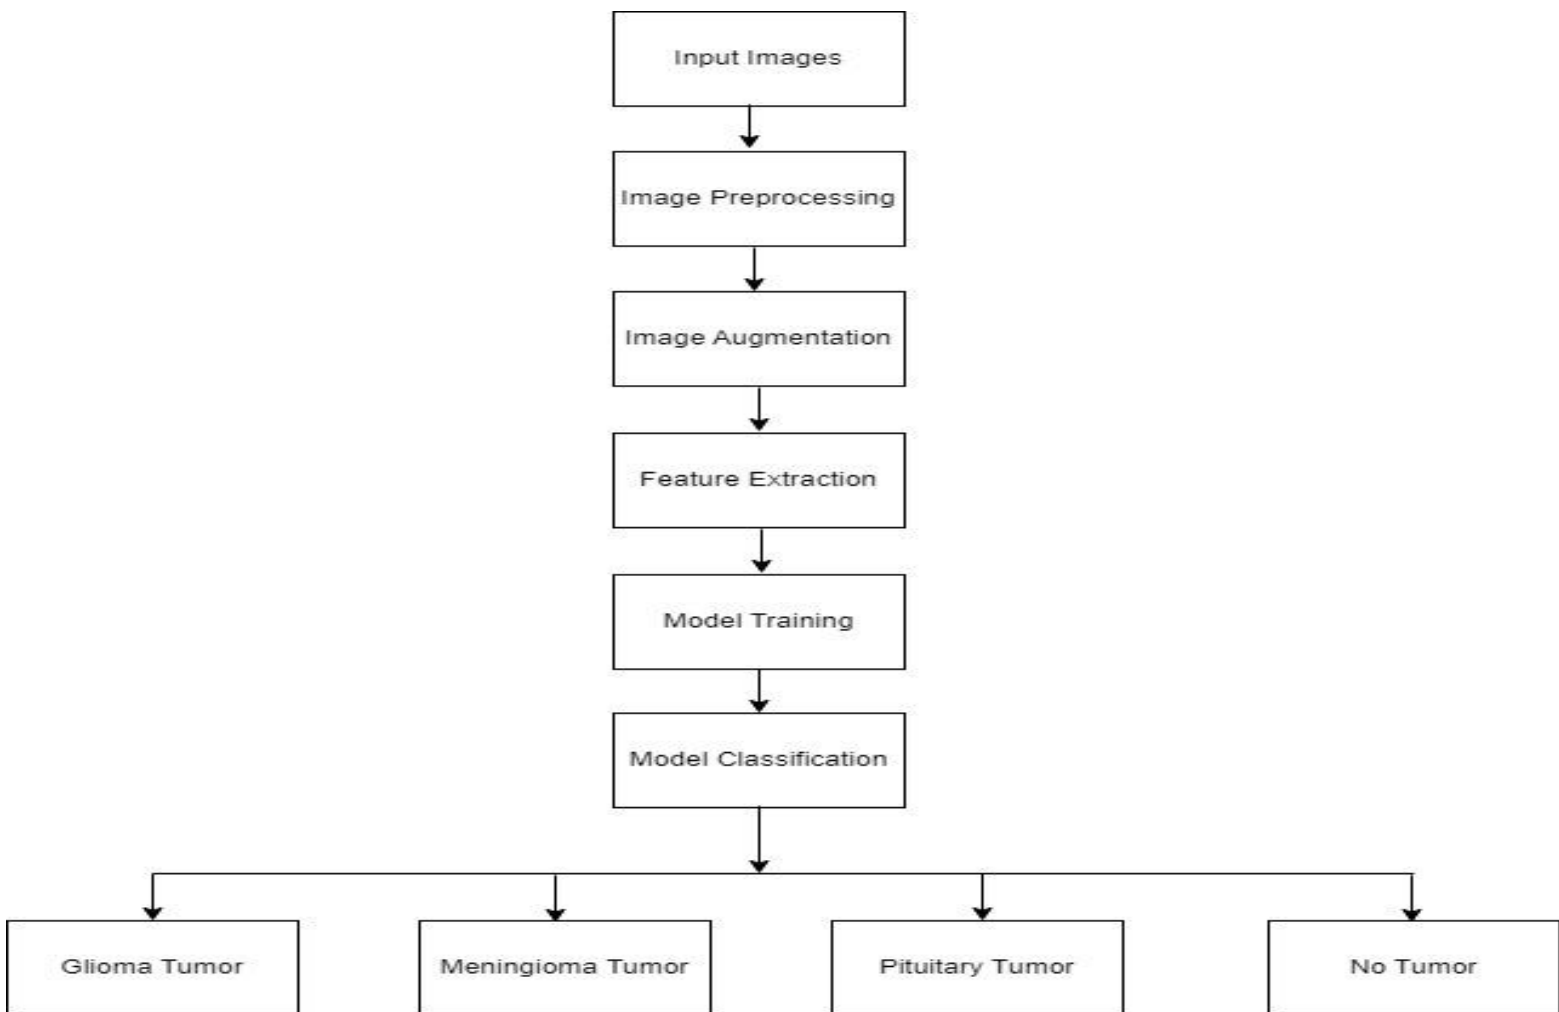 Input Images
Image Preprocessing
Image Augmentation
Feature Extraction
Model Training
Model Classification
Glioma Tumor
Meningioma Tumor
Pituitary Tumor
No Tumor